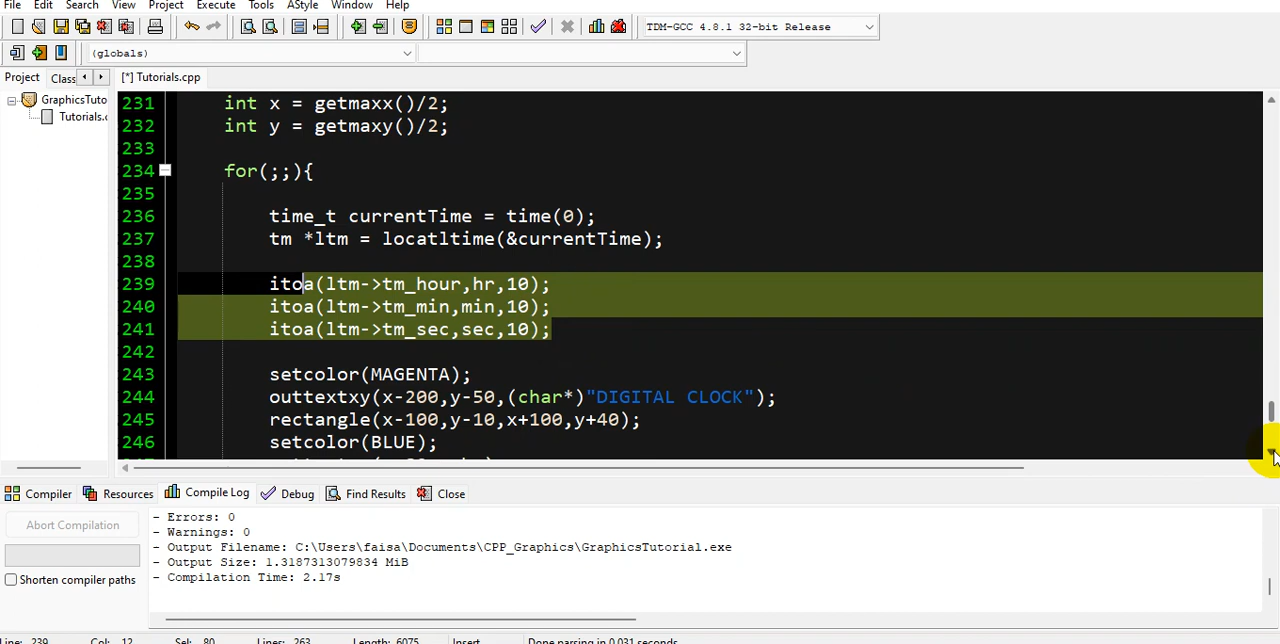 File Edit Search View Project Execute Tools AStyle Window Help
TDM-GCC 4.8.1 32-bit Release
(globals)
Project Class [*] Tutorials.cpp
GraphicsTuto
Tutorials.c
231 int x = getmaxx()/2;
232 int y = getmaxy()/2;
233
234 for(;;){
235
236 time_t currentTime = time(0);
237 tm *ltm = locatltime(&currentTime);
238
239 itoa(ltm->tm_hour,hr,10);
240 itoa(ltm->tm_min,min,10);
241 itoa(ltm->tm_sec,sec,10);
242
243 setcolor(MAGENTA);
244 outtextxy(x-200,y-50,(char*)"DIGITAL CLOCK");
245 rectangle(x-100,y-10,x+100,y+40);
246 setcolor(BLUE);
Compiler Resources Compile Log Debug Find Results Close
Abort Compilation
Shorten compiler paths
- Errors: 0
- Warnings: 0
- Output Filename: C:\Users\faisa\Documents\CPP_Graphics\GraphicsTutorial.exe
- Output Size: 1.3187313079834 MiB
- Compilation Time: 2.17s
Line: 239 Col: 12 Sel: 80 Lines: 263 Length: 6075 Insert Done parsing in 0.031 seconds